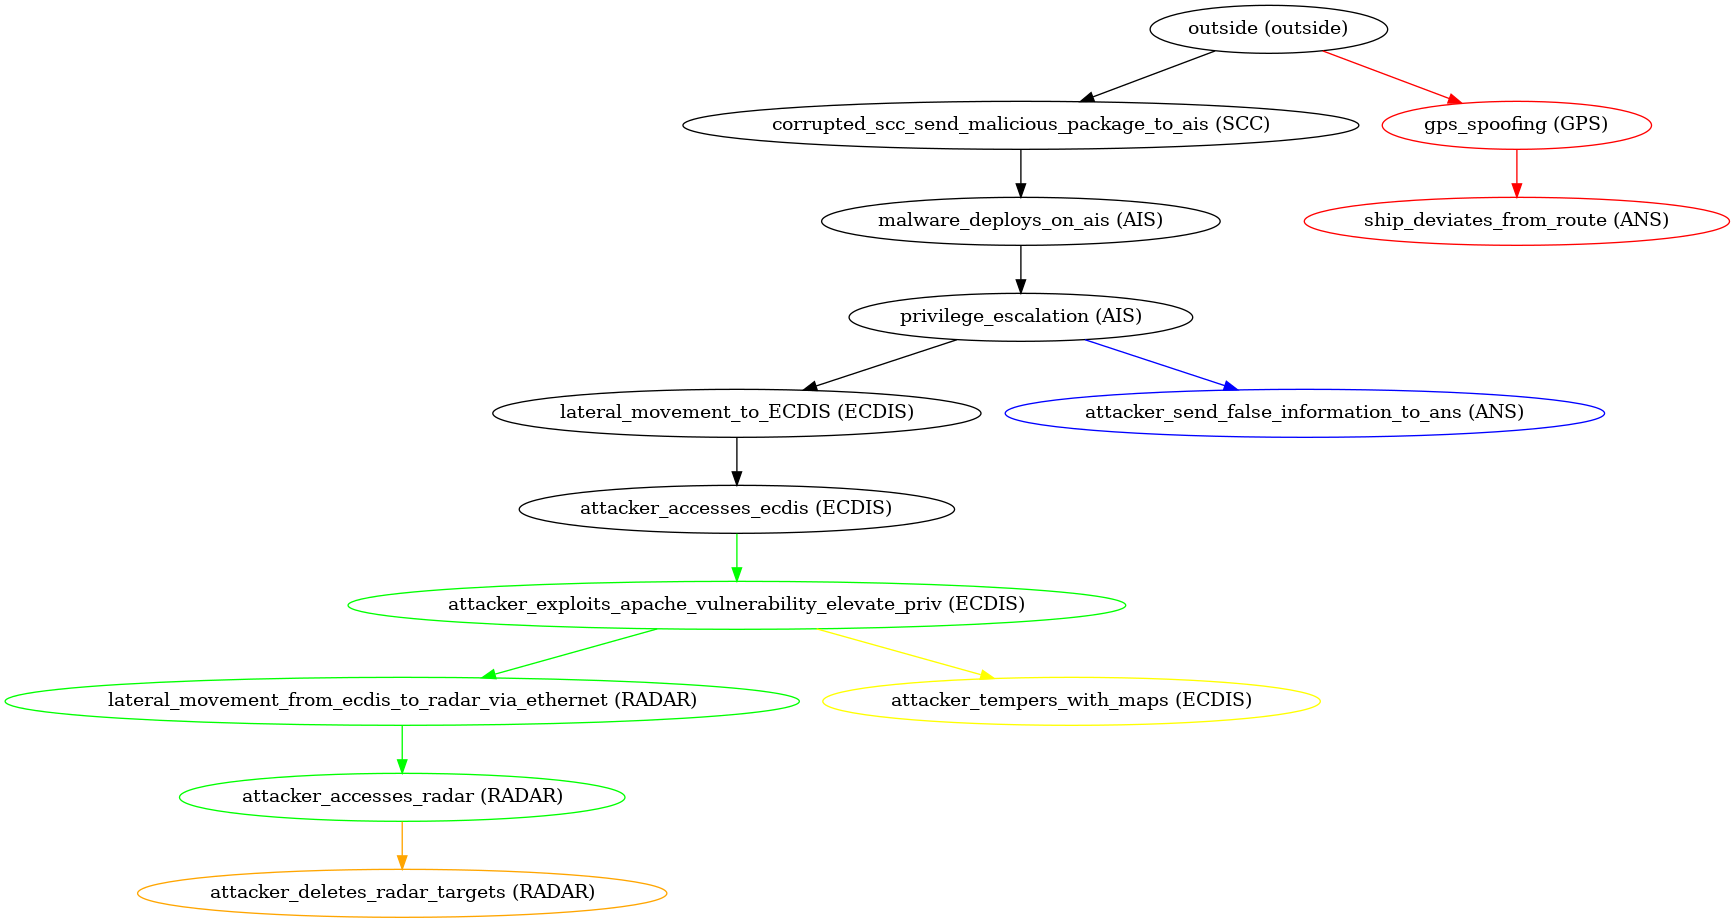 outside (outside)
corrupted_scc_send_malicious_package_to_ais (SCC)
gps_spoofing (GPS)
malware_deploys_on_ais (AIS)
ship_deviates_from_route (ANS)
privilege_escalation (AIS)
lateral_movement_to_ECDIS (ECDIS)
attacker_send_false_information_to_ans (ANS)
attacker_accesses_ecdis (ECDIS)
attacker_exploits_apache_vulnerability_elevate_priv (ECDIS)
lateral_movement_from_ecdis_to_radar_via_ethernet (RADAR)
attacker_tempers_with_maps (ECDIS)
attacker_accesses_radar (RADAR)
attacker_deletes_radar_targets (RADAR)